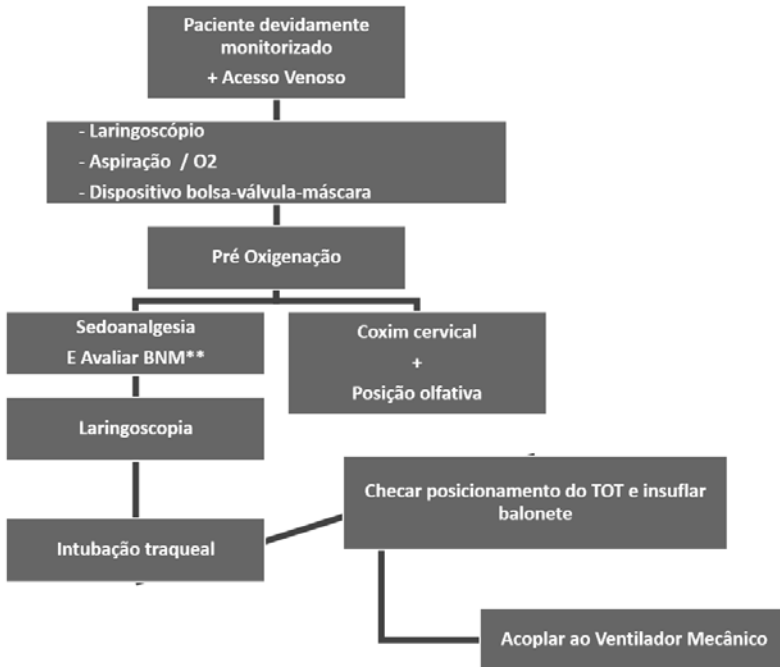 Paciente devidamente
monitorizado
+ Acesso Venoso
- Laringoscópio
- Aspiração / O2
- Dispositivo bolsa-válvula-máscara
Pré Oxigenação
Sedoanalgesia
E Avaliar BNM**
Coxim cervical
+
Posição olfativa
Laringoscopia
Intubação traqueal
Checar posicionamento do TOT e insuflar
balonete
Acoplar ao Ventilador Mecânico